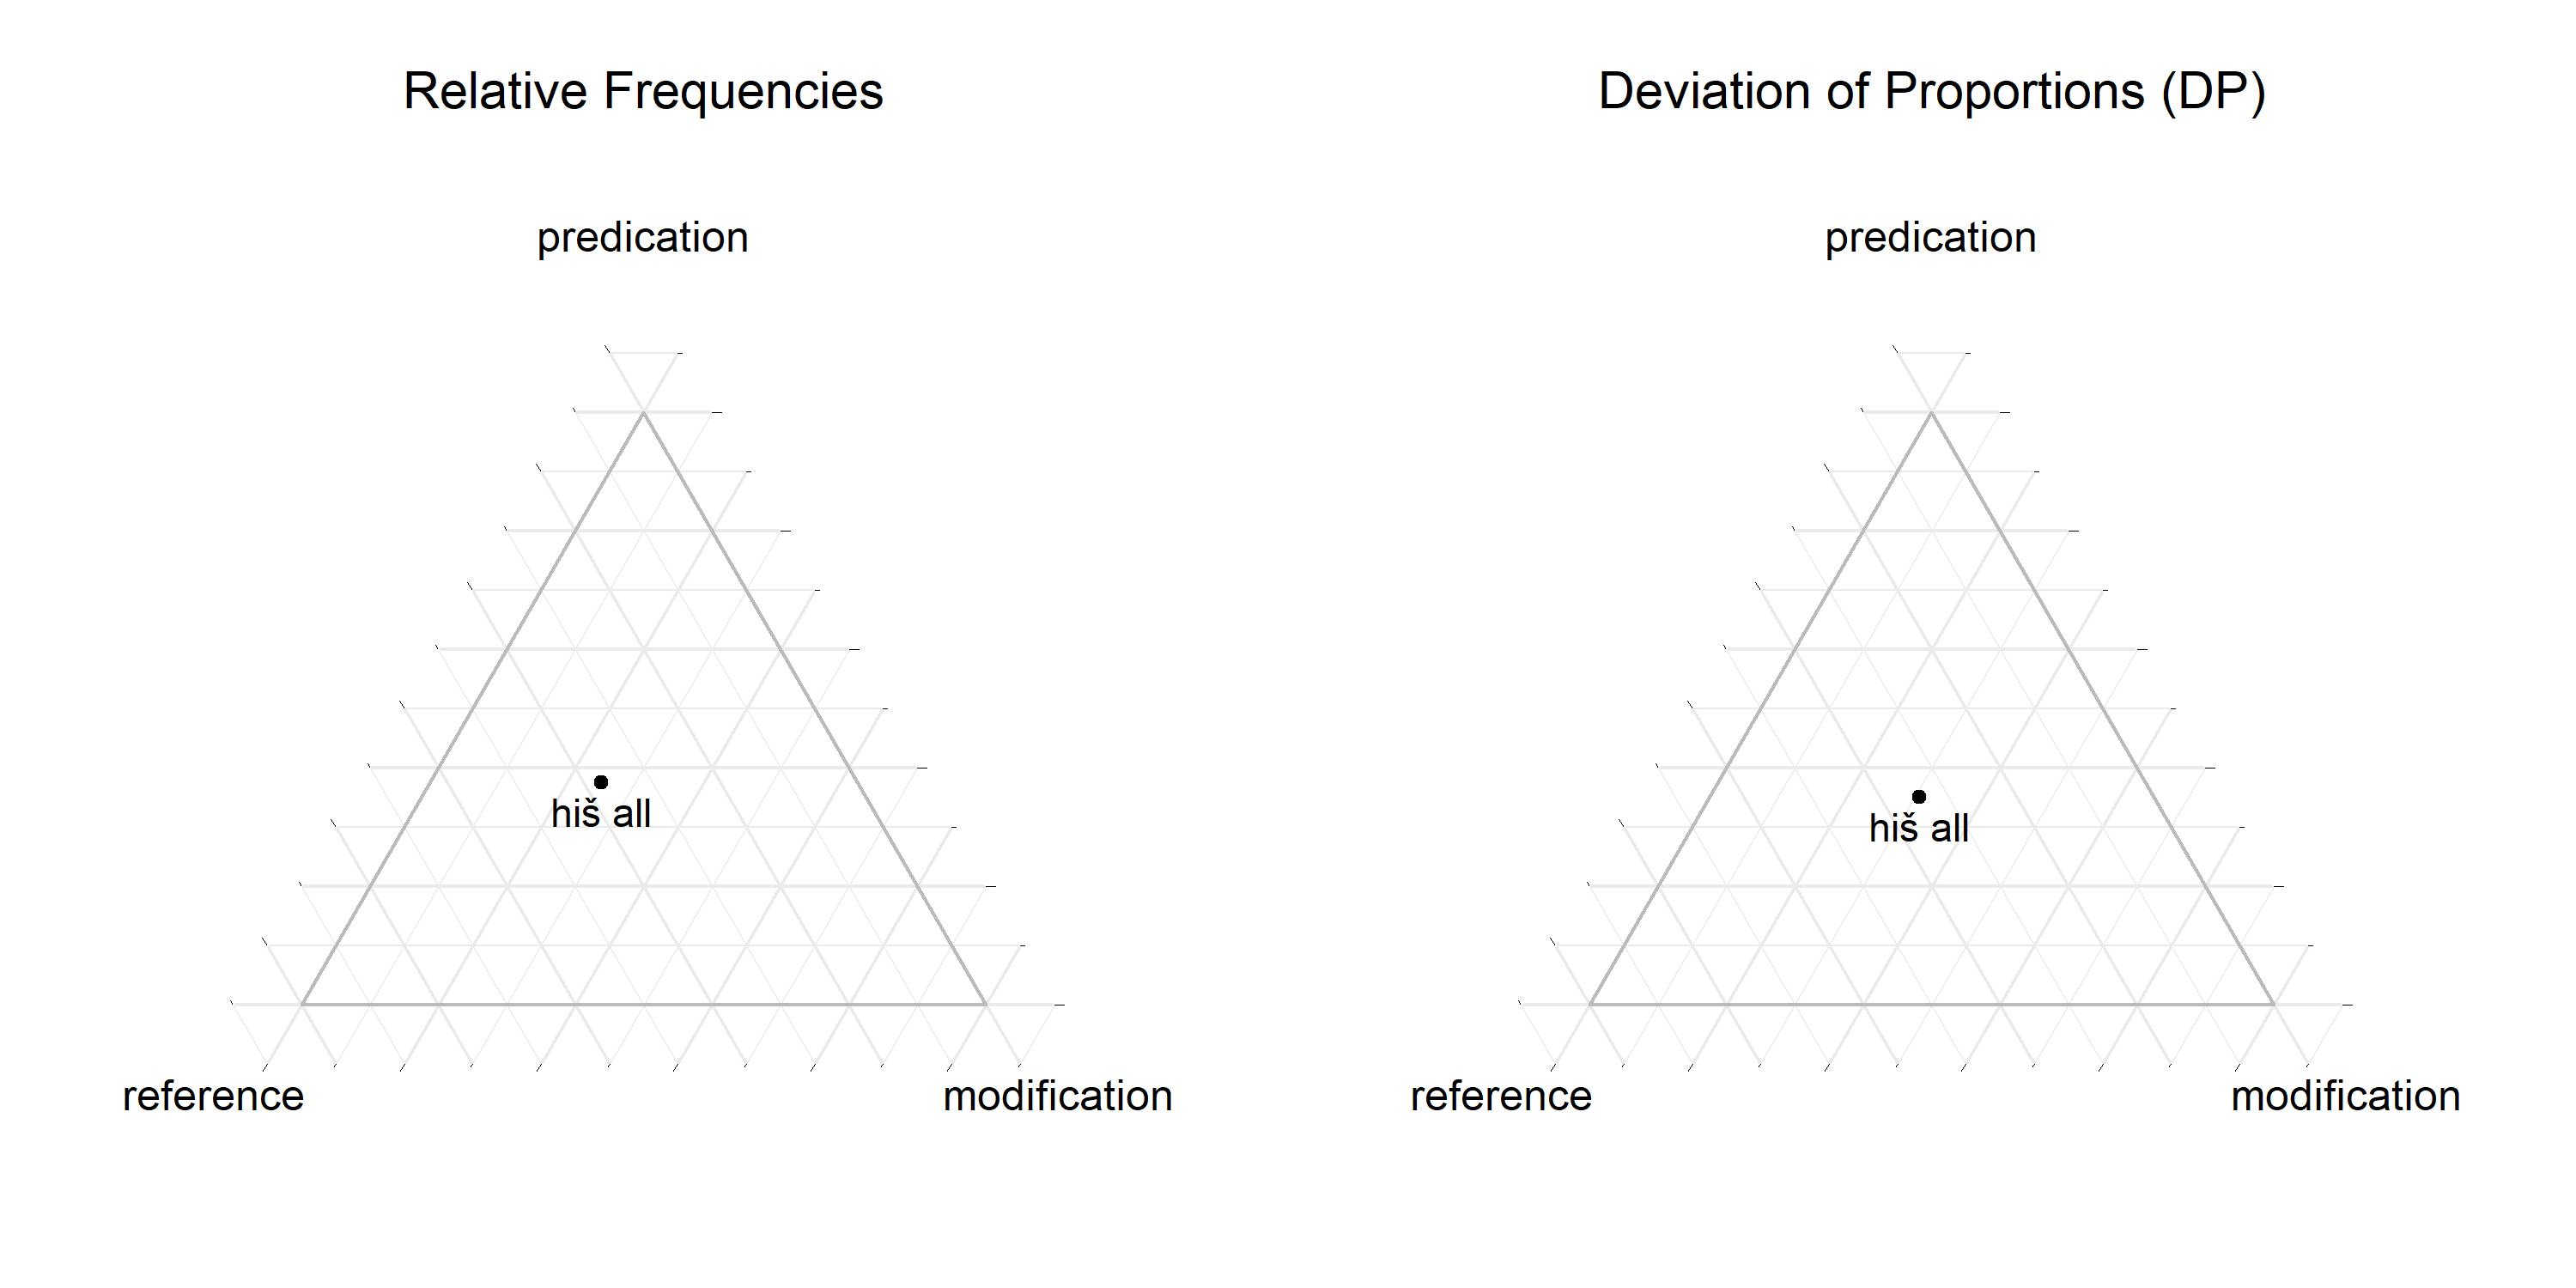 Relative Frequencies
predication
hiš all
reference
modification
Deviation of Proportions (DP)
predication
hiš all
reference
modification